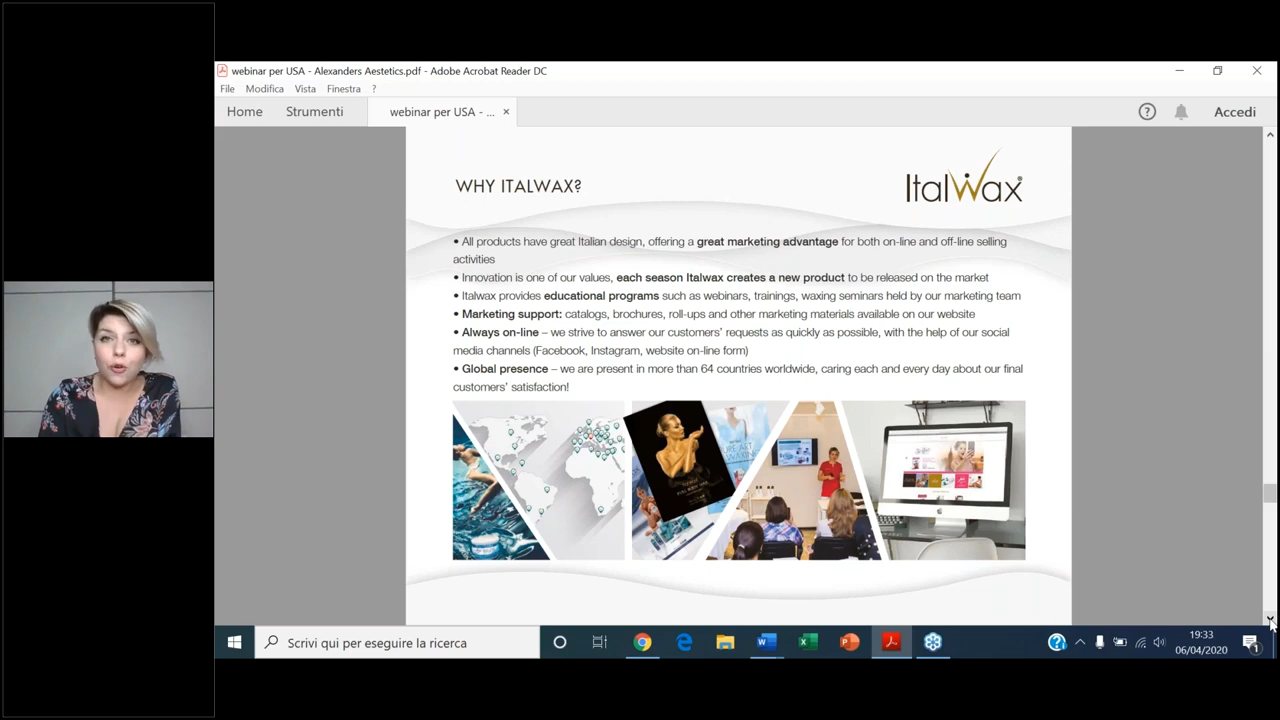 webinar per USA - Alexanders Aestetics.pdf - Adobe Acrobat Reader DC
File Modifica Vista Finestra ?
Home Strumenti webinar per USA - ... × Accedi
WHY ITALWAX?
ItalWax®
• All products have great Italian design, offering a great marketing advantage for both on-line and off-line selling
activities
• Innovation is one of our values, each season Italwax creates a new product to be released on the market
• Italwax provides educational programs such as webinars, trainings, waxing seminars held by our marketing team
• Marketing support: catalogs, brochures, roll-ups and other marketing materials available on our website
• Always on-line – we strive to answer our customers' requests as quickly as possible, with the help of our social
media channels (Facebook, Instagram, website on-line form)
• Global presence – we are present in more than 64 countries worldwide, caring each and every day about our final
customers' satisfaction!
Scrivi qui per eseguire la ricerca
19:33
06/04/2020
1